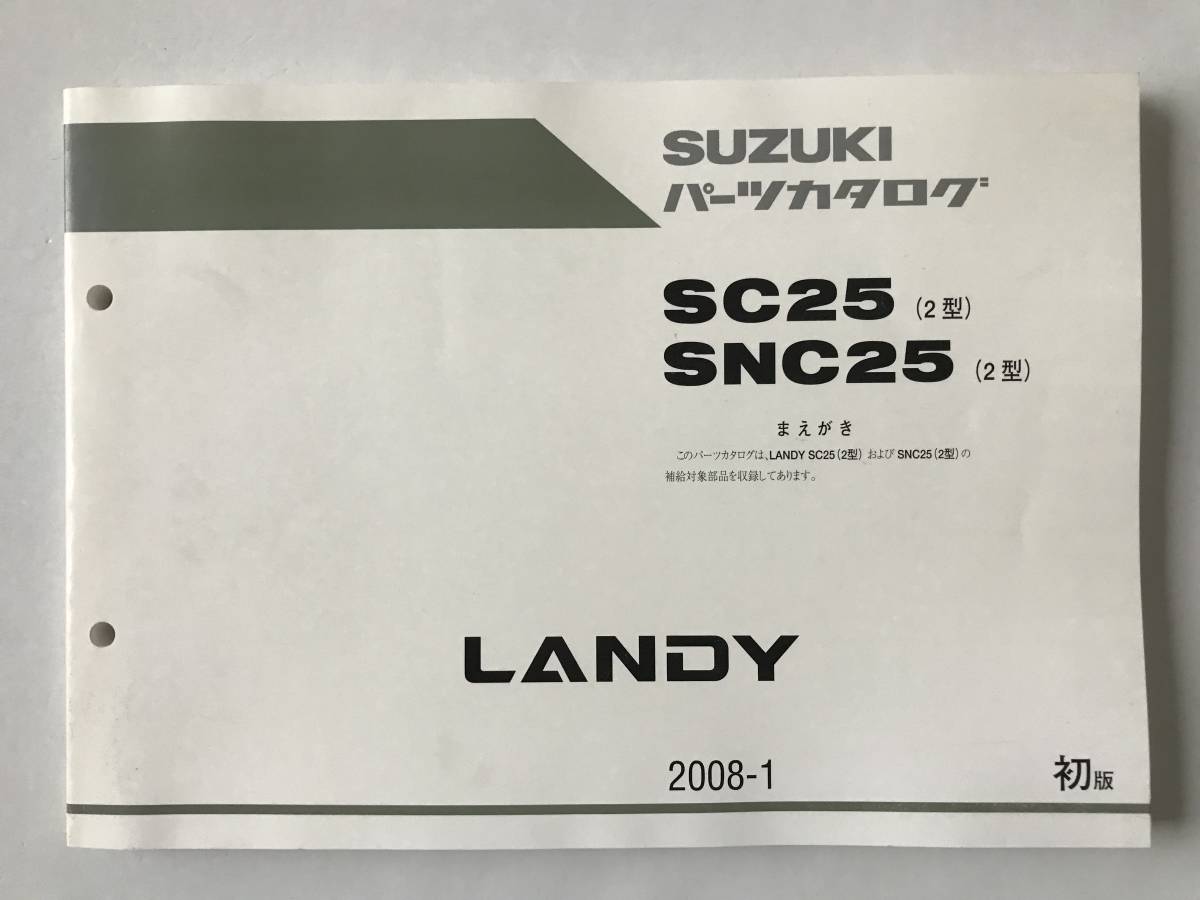 SUZUKI
パーツカタログ
SC25 (2型)
SNC25 (2型)
まえがき
このパーツカタログは、LANDY SC25(2型) および SNC25(2型)の
補給対象部品を収録してあります。
LANDY
2008-1 初版